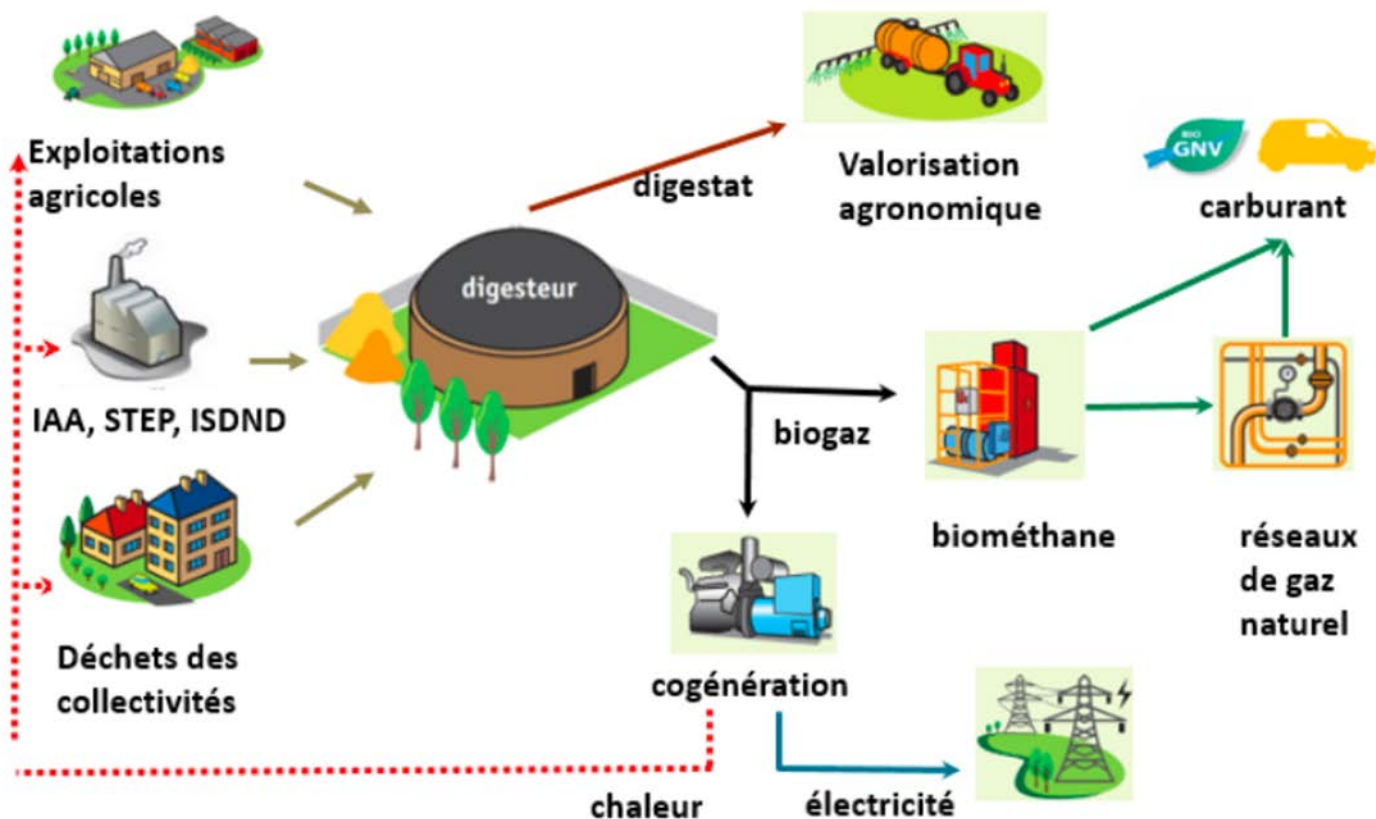 Exploitations
agricoles
IAA, STEP, ISDND
Déchets des
collectivités
digesteur
digestat
Valorisation
agronomique
BIO
GNV
carburant
biogaz
biométhane
réseaux
de gaz
naturel
cogénération
chaleur
électricité